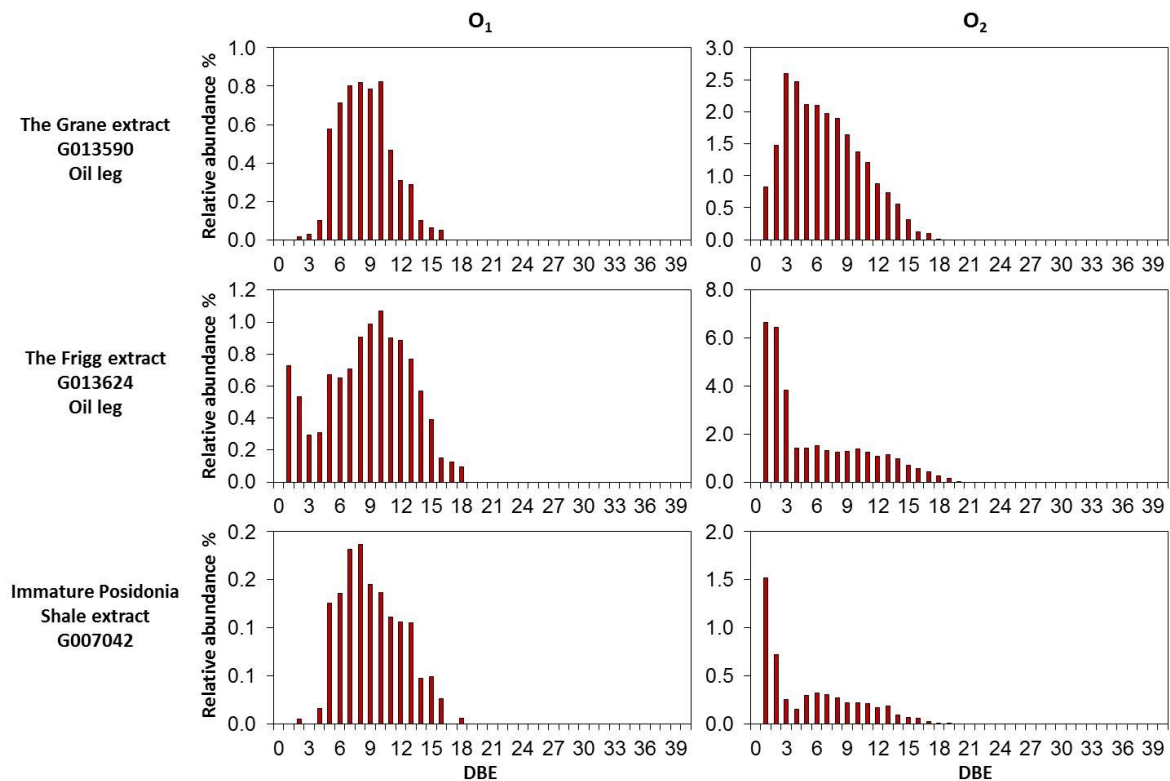 O₁
O₂
The Grane extract
G013590
Oil leg
Relative abundance %
1.0
0.8
0.6
0.4
0.2
0.0
0 3 6 9 12 15 18 21 24 27 30 33 36 39
3.0
2.5
2.0
1.5
1.0
0.5
0.0
0 3 6 9 12 15 18 21 24 27 30 33 36 39
The Frigg extract
G013624
Oil leg
Relative abundance %
1.2
1.0
0.8
0.6
0.4
0.2
0.0
0 3 6 9 12 15 18 21 24 27 30 33 36 39
8.0
6.0
4.0
2.0
0.0
0 3 6 9 12 15 18 21 24 27 30 33 36 39
Immature Posidonia
Shale extract
G007042
Relative abundance %
0.2
0.2
0.1
0.1
0.0
0 3 6 9 12 15 18 21 24 27 30 33 36 39
DBE
2.0
1.5
1.0
0.5
0.0
0 3 6 9 12 15 18 21 24 27 30 33 36 39
DBE